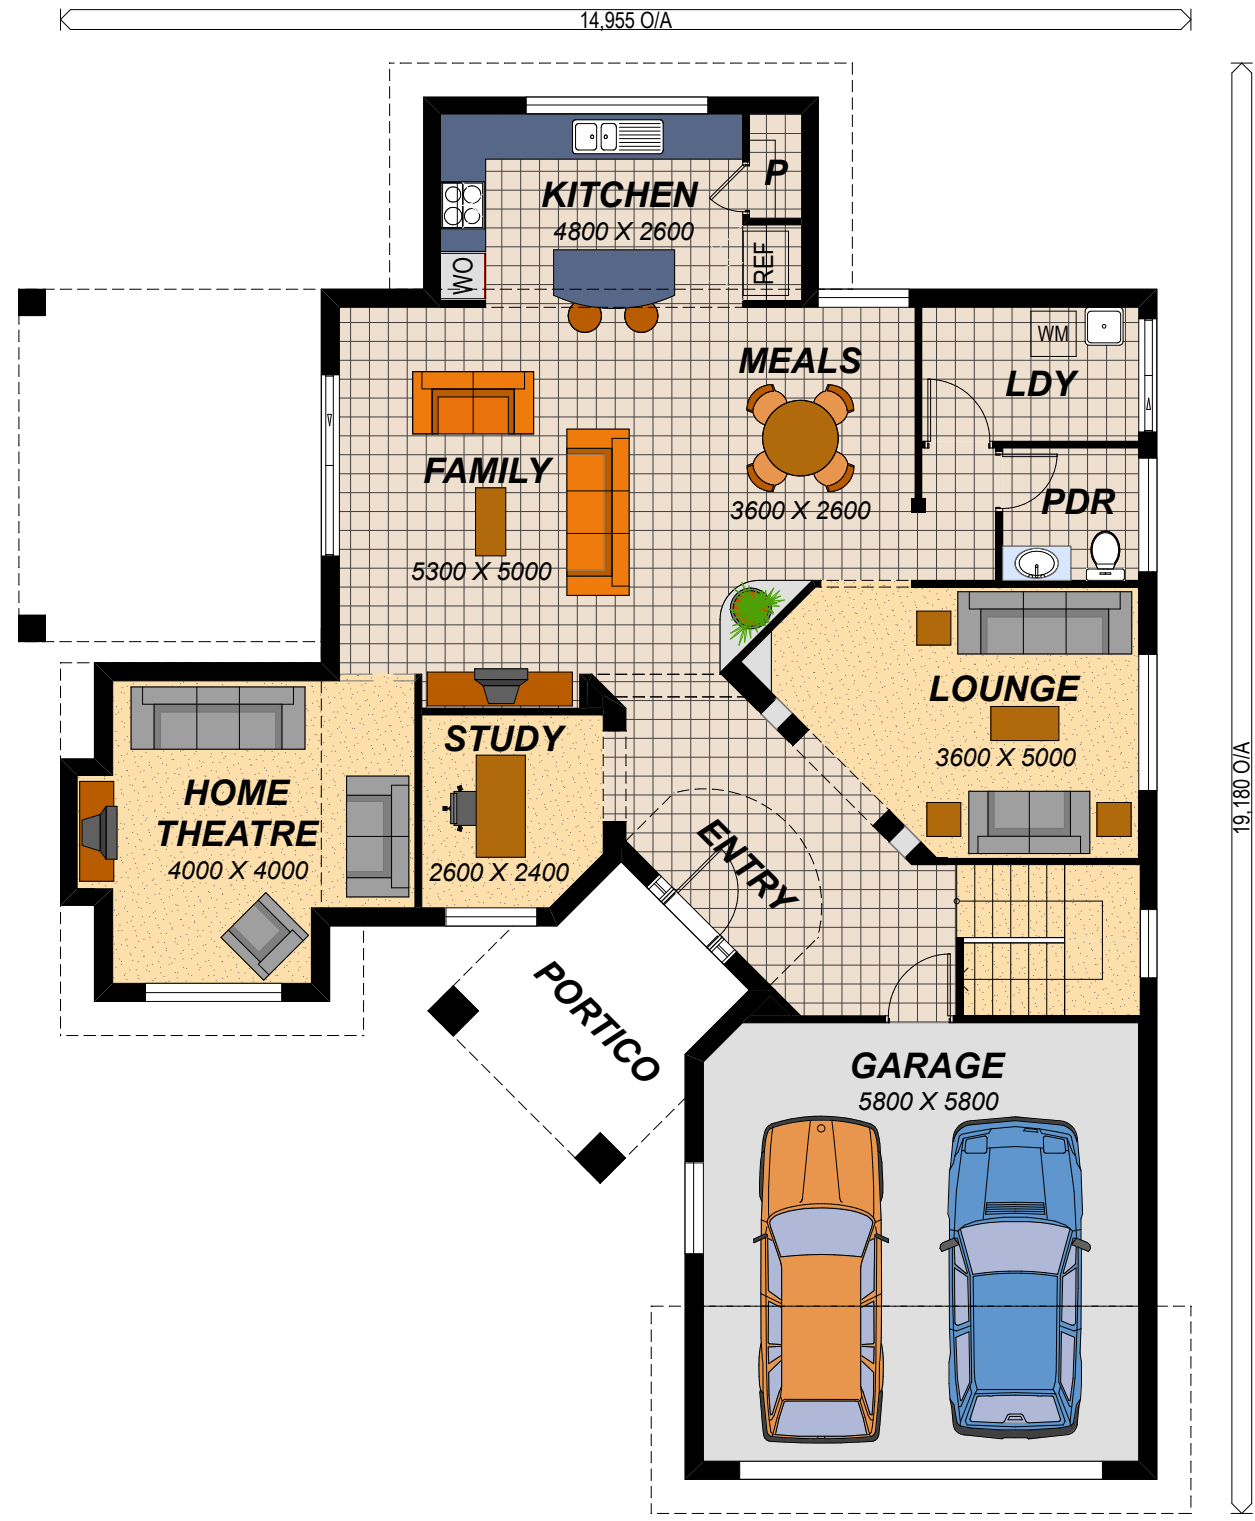 14,955 O/A
P
KITCHEN
4800 X 2600
REF
WO
WM
MEALS
LDY
FAMILY
PDR
3600 X 2600
5300 X 5000
LOUNGE
STUDY
3600 X 5000
19,180 O/A
HOME
THEATRE
4000 X 4000
2600 X 2400
ENTRY
PORTICO
GARAGE
5800 X 5800